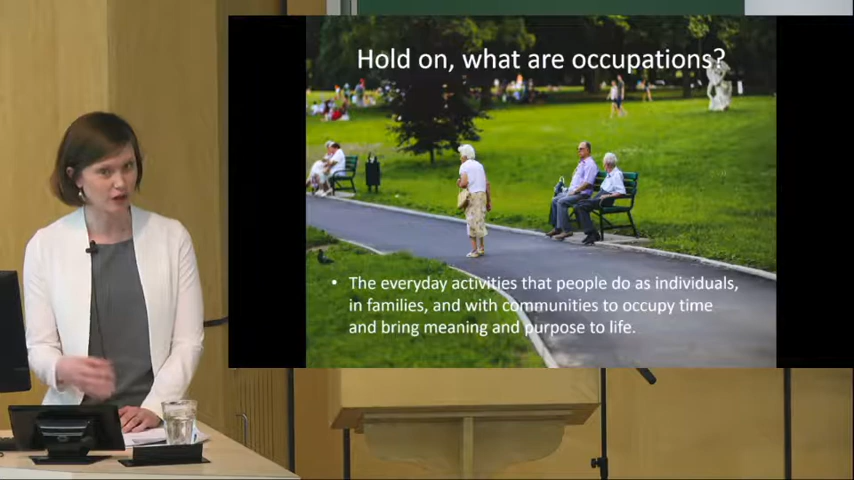 Hold on, what are occupations?
• The everyday activities that people do as individuals,
in families, and with communities to occupy time
and bring meaning and purpose to life.